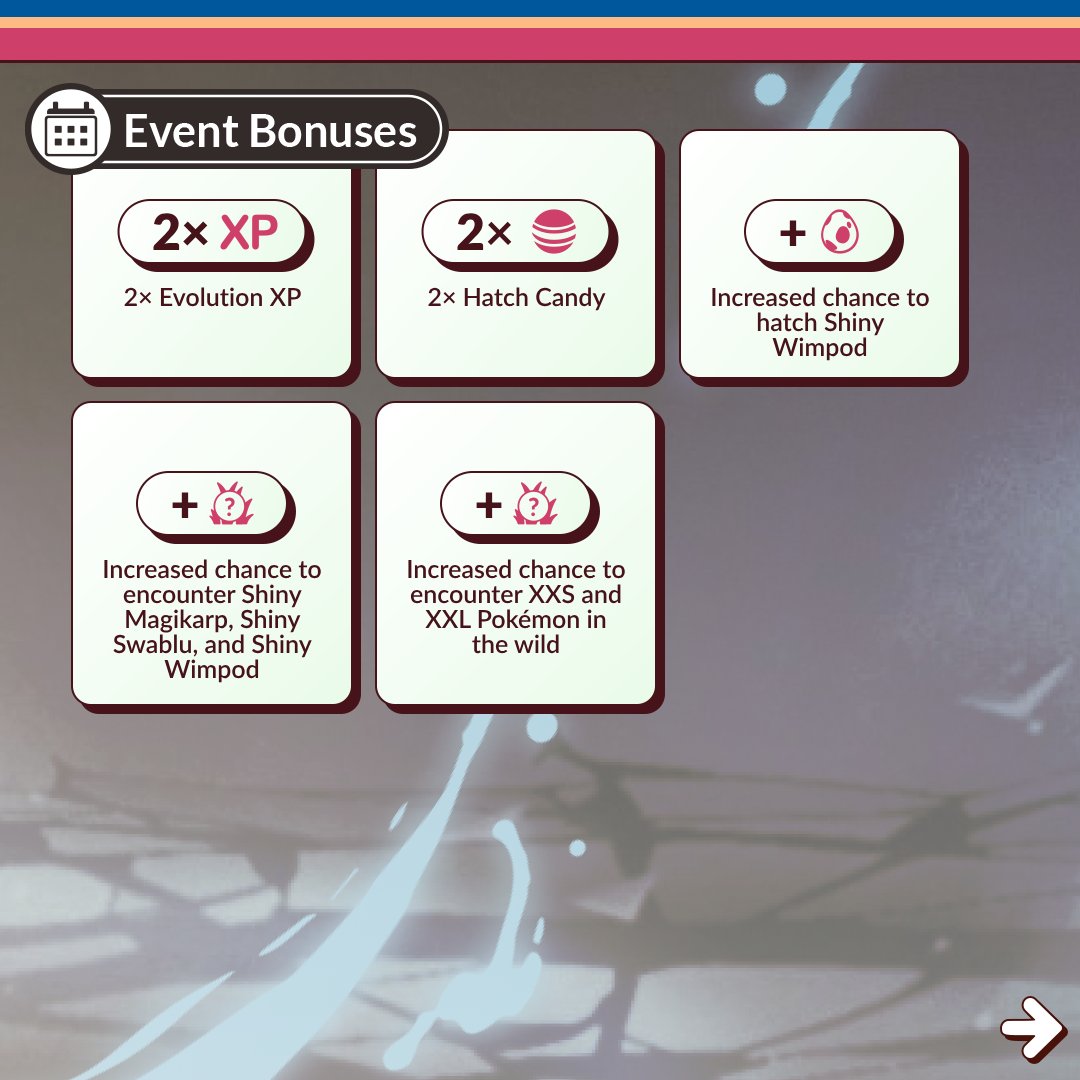 Event Bonuses
2× XP
2× Evolution XP
2×
2× Hatch Candy
+
Increased chance to
hatch Shiny
Wimpod
+ ?
Increased chance to
encounter Shiny
Magikarp, Shiny
Swablu, and Shiny
Wimpod
+ ?
Increased chance to
encounter XXS and
XXL Pokémon in
the wild